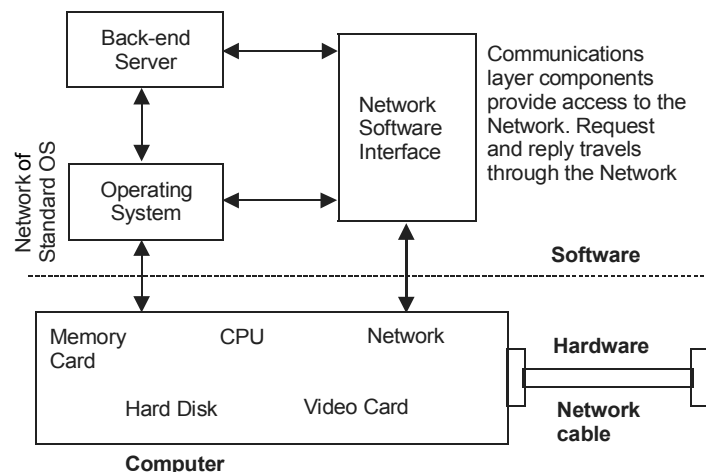 Back-end
Server
Network
Software
Interface
Communications
layer components
provide access to the
Network. Request
and reply travels
through the Network
Network of
Standard OS
Operating
System
Software
Memory
Card
CPU
Network
Hard Disk
Video Card
Hardware
Network
cable
Computer